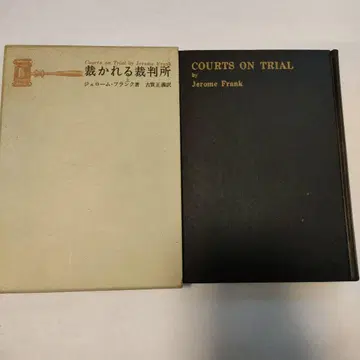 Courts on Trial by Jerome Frank
裁かれる裁判所
上
ジェローム・フランク著 古賀正義訳
COURTS ON TRIAL
by
Jerome Frank